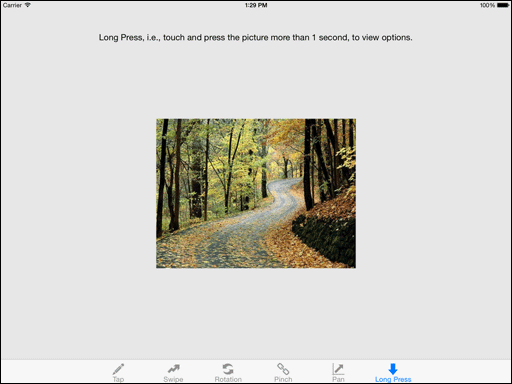 Carrier 1:29 PM 100%
Long Press, i.e., touch and press the picture more than 1 second, to view options.
Tap Swipe Rotation Pinch Pan Long Press